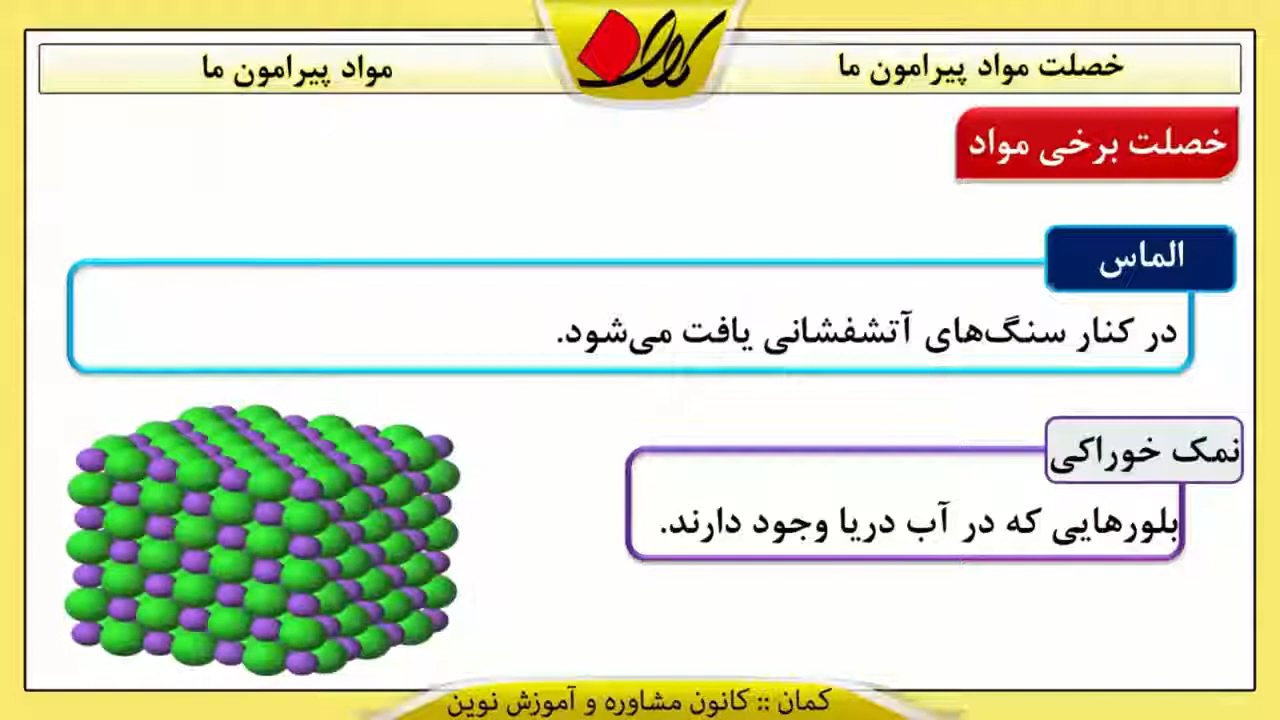 خصلت مواد پیرامون ما
کمان
مواد پیرامون ما
خصلت برخی مواد
الماس
در کنار سنگ‌های آتشفشانی یافت می‌شود.
نمک خوراکی
بلورهایی که در آب دریا وجود دارند.
کمان :: کانون مشاوره و آموزش نوین